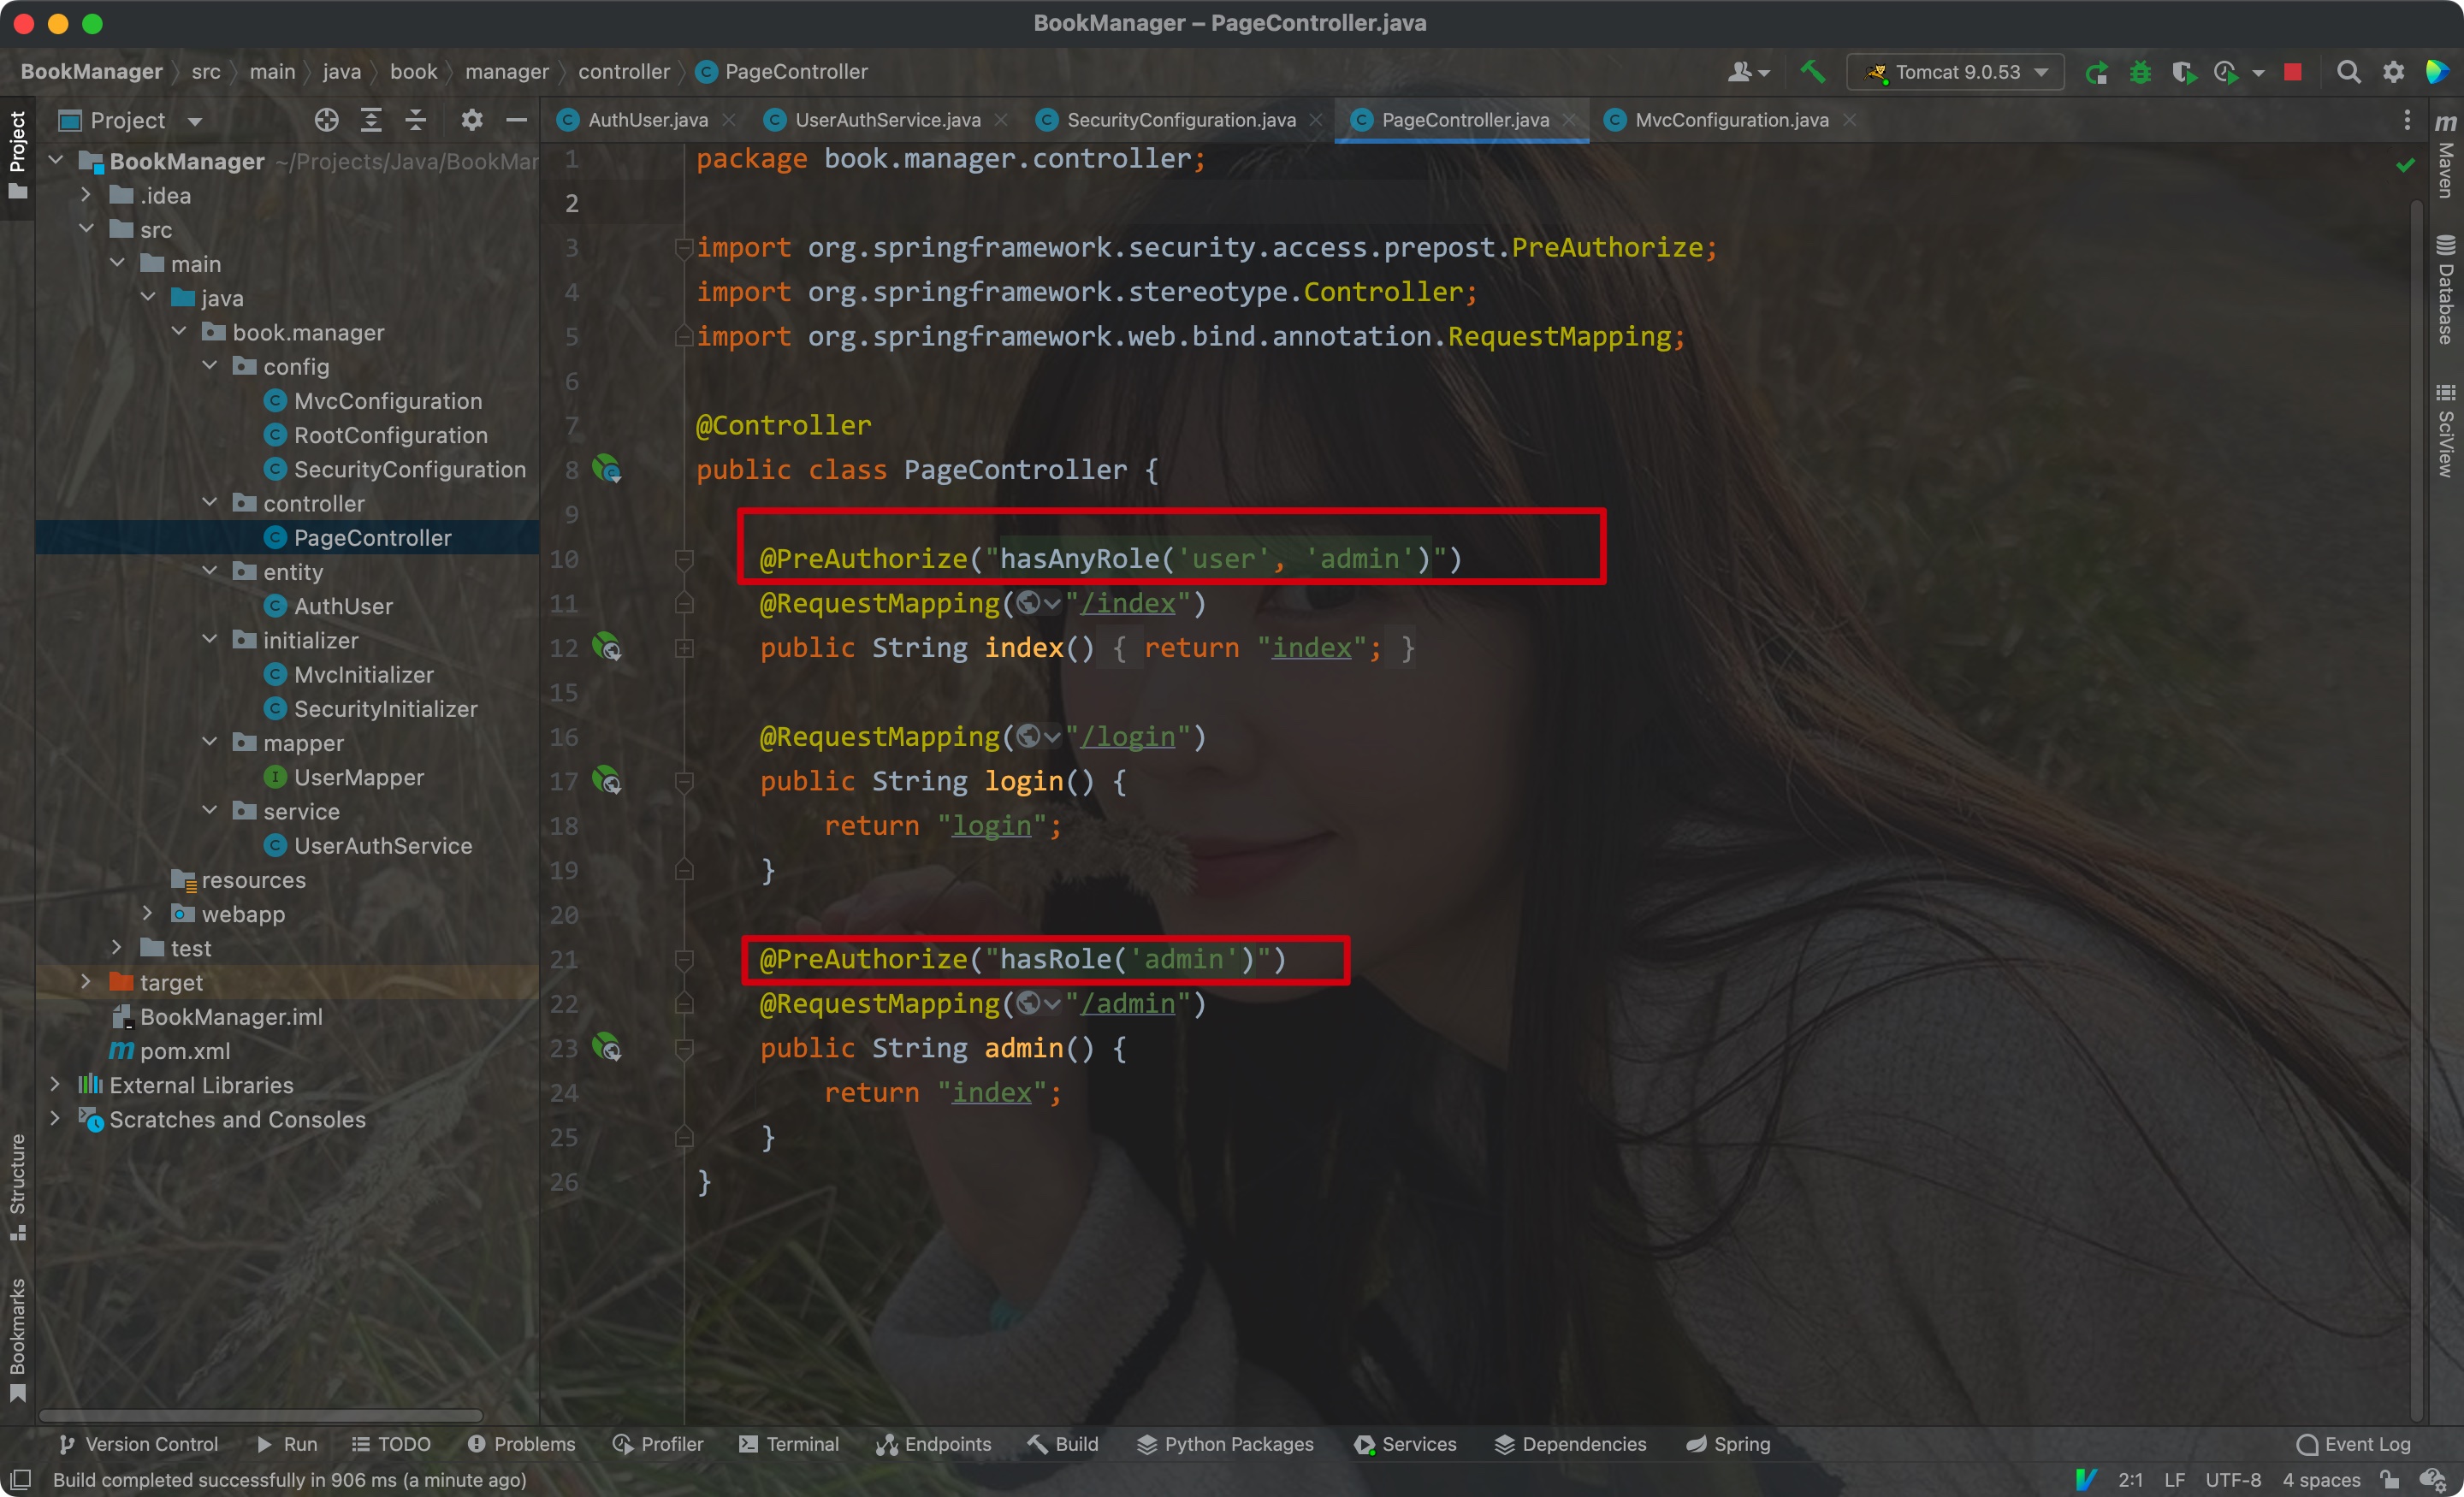 BookManager – PageController.java
BookManager src main java book manager controller PageController
Tomcat 9.0.53
Project
AuthUser.java UserAuthService.java SecurityConfiguration.java PageController.java MvcConfiguration.java
Project
BookManager ~/Projects/Java/BookMar
.idea
src
main
java
book.manager
config
MvcConfiguration
RootConfiguration
SecurityConfiguration
controller
PageController
entity
AuthUser
initializer
MvcInitializer
SecurityInitializer
mapper
UserMapper
service
UserAuthService
resources
webapp
test
target
BookManager.iml
pom.xml
External Libraries
Scratches and Consoles
Structure
Bookmarks
1 package book.manager.controller;
2
3 import org.springframework.security.access.prepost.PreAuthorize;
4 import org.springframework.stereotype.Controller;
5 import org.springframework.web.bind.annotation.RequestMapping;
6
7 @Controller
8 public class PageController {
9
10 @PreAuthorize("hasAnyRole('user', 'admin')")
11 @RequestMapping("/index")
12 public String index() { return "index"; }
15
16 @RequestMapping("/login")
17 public String login() {
18 return "login";
19 }
20
21 @PreAuthorize("hasRole('admin')")
22 @RequestMapping("/admin")
23 public String admin() {
24 return "index";
25 }
26 }
Maven
Database
SciView
Version Control Run TODO Problems Profiler Terminal Endpoints Build Python Packages Services Dependencies Spring Event Log
Build completed successfully in 906 ms (a minute ago) 2:1 LF UTF-8 4 spaces